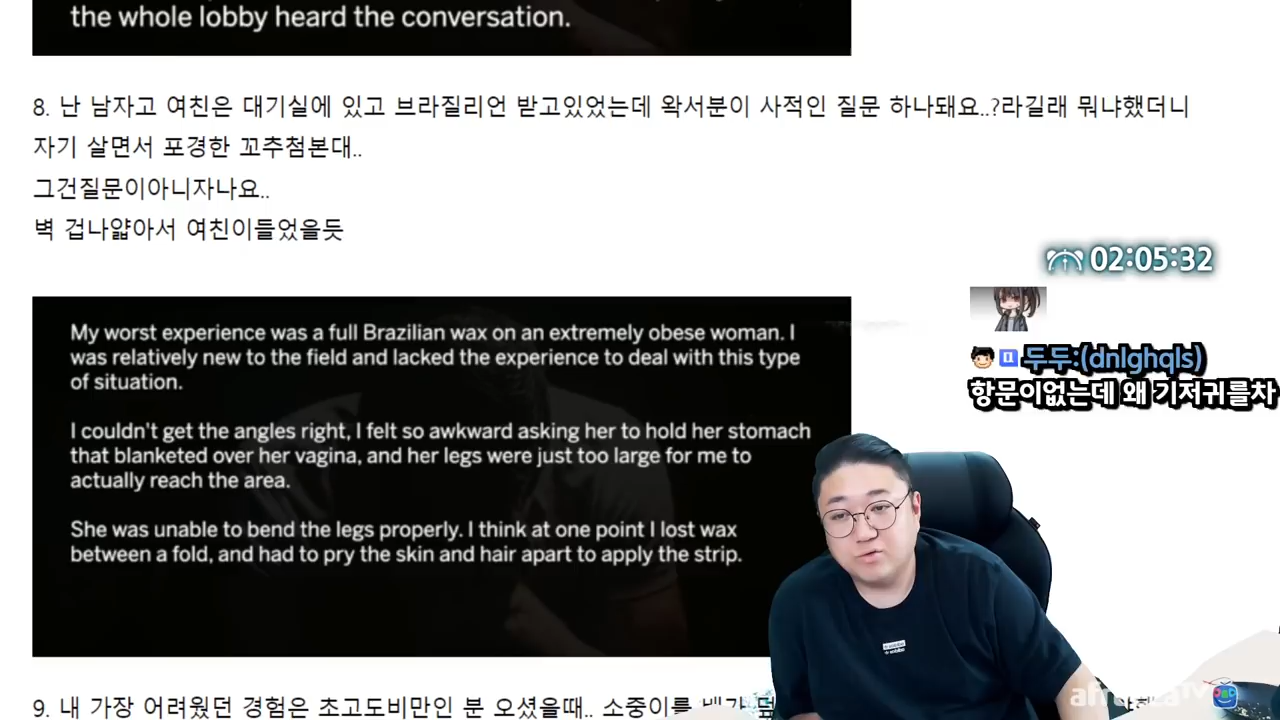 the whole lobby heard the conversation.
8. 난 남자고 여친은 대기실에 있고 브라질리언 받고있었는데 왁서분이 사적인 질문 하나돼요..?라길래 뭐냐했더니
자기 살면서 포경한 꼬추첨본대..
그건질문이아니자나요..
벽 겁나얇아서 여친이들었을듯
02:05:32
두두:(dnlghqls)
항문이없는데 왜 기저귀를차
My worst experience was a full Brazilian wax on an extremely obese woman. I
was relatively new to the field and lacked the experience to deal with this type
of situation.
I couldn't get the angles right, I felt so awkward asking her to hold her stomach
that blanketed over her vagina, and her legs were just too large for me to
actually reach the area.
She was unable to bend the legs properly. I think at one point I lost wax
between a fold, and had to pry the skin and hair apart to apply the strip.
9. 내 가장 어려웠던 경험은 초고도비만인 분 오셨을때.. 소중이를 배가
afreecaTV